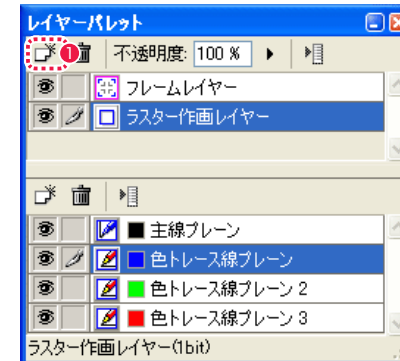 レイヤーパレット
1
不透明度: 100 %
フレームレイヤー
ラスター作画レイヤー
主線プレーン
色トレース線プレーン
色トレース線プレーン 2
色トレース線プレーン 3
ラスター作画レイヤー(1bit)